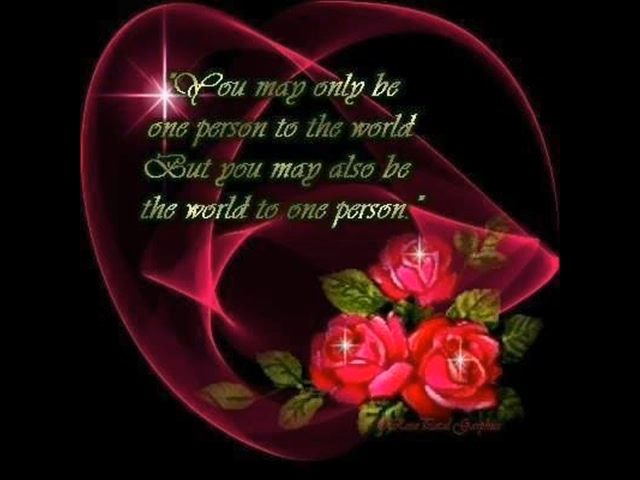 "You may only be
one person to the world
But you may also be
the world to one person."